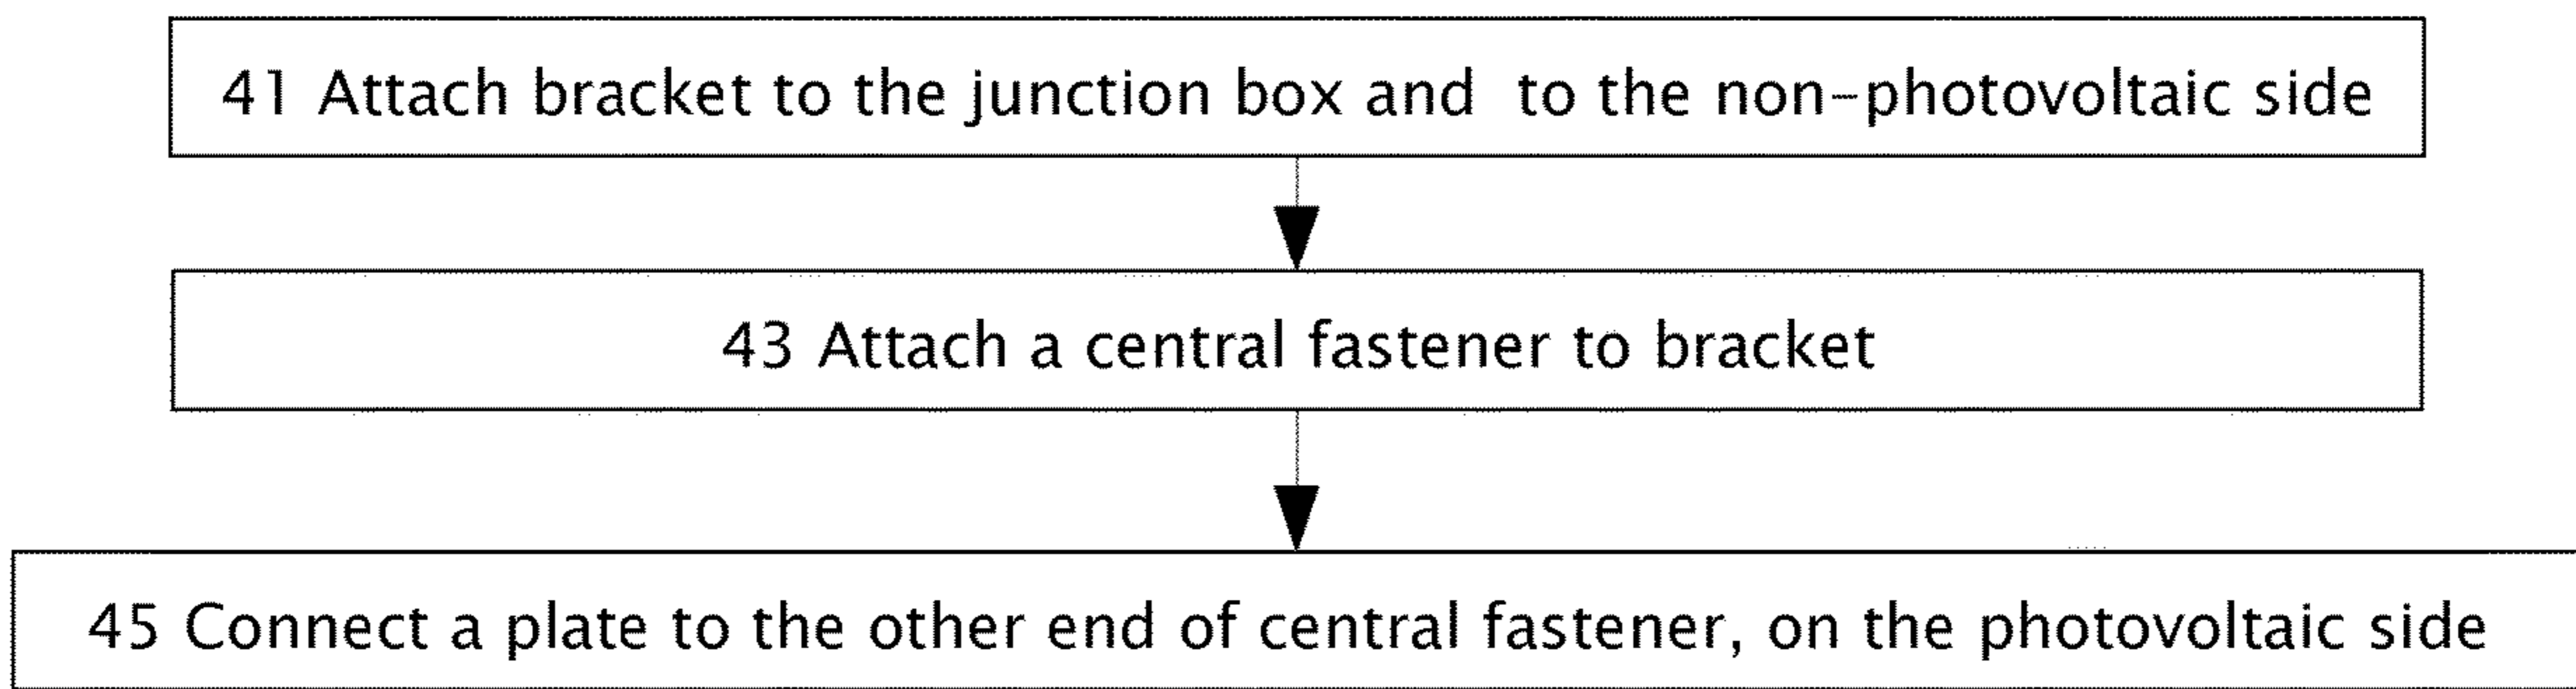 41 Attach bracket to the junction box and  to the non-photovoltaic side
43 Attach a central fastener to bracket
45 Connect a plate to the other end of central fastener, on the photovoltaic side